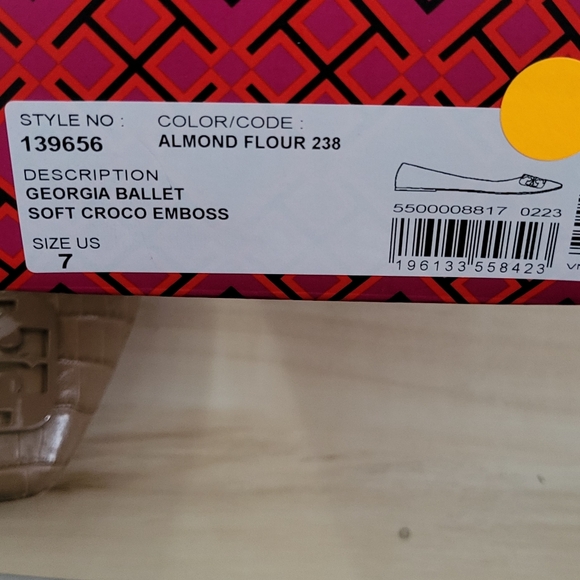 STYLE NO : COLOR/CODE :
139656 ALMOND FLOUR 238
DESCRIPTION
GEORGIA BALLET
SOFT CROCO EMBOSS
SIZE US
7
5500008817 0223
196133 558423